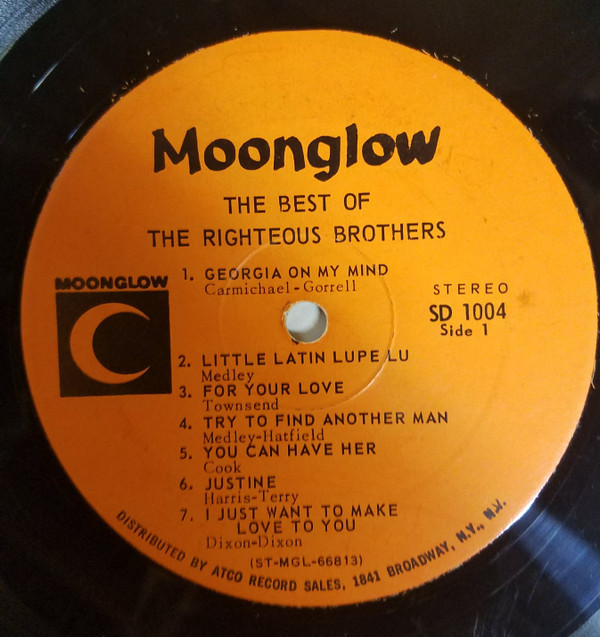 Moonglow
THE BEST OF
THE RIGHTEOUS BROTHERS
1. GEORGIA ON MY MIND
Carmichael-Gorrell
MOONGLOW
STEREO
SD 1004
Side 1
2. LITTLE LATIN LUPE LU
Medley
3. FOR YOUR LOVE
Townsend
4. TRY TO FIND ANOTHER MAN
Medley-Hatfield
5. YOU CAN HAVE HER
Cook
6. JUSTINE
Harris-Terry
7. I JUST WANT TO MAKE
LOVE TO YOU
Dixon-Dixon
(ST-MGL-66813)
DISTRIBUTED BY ATCO RECORD SALES, 1841 BROADWAY, N.Y., N.Y.